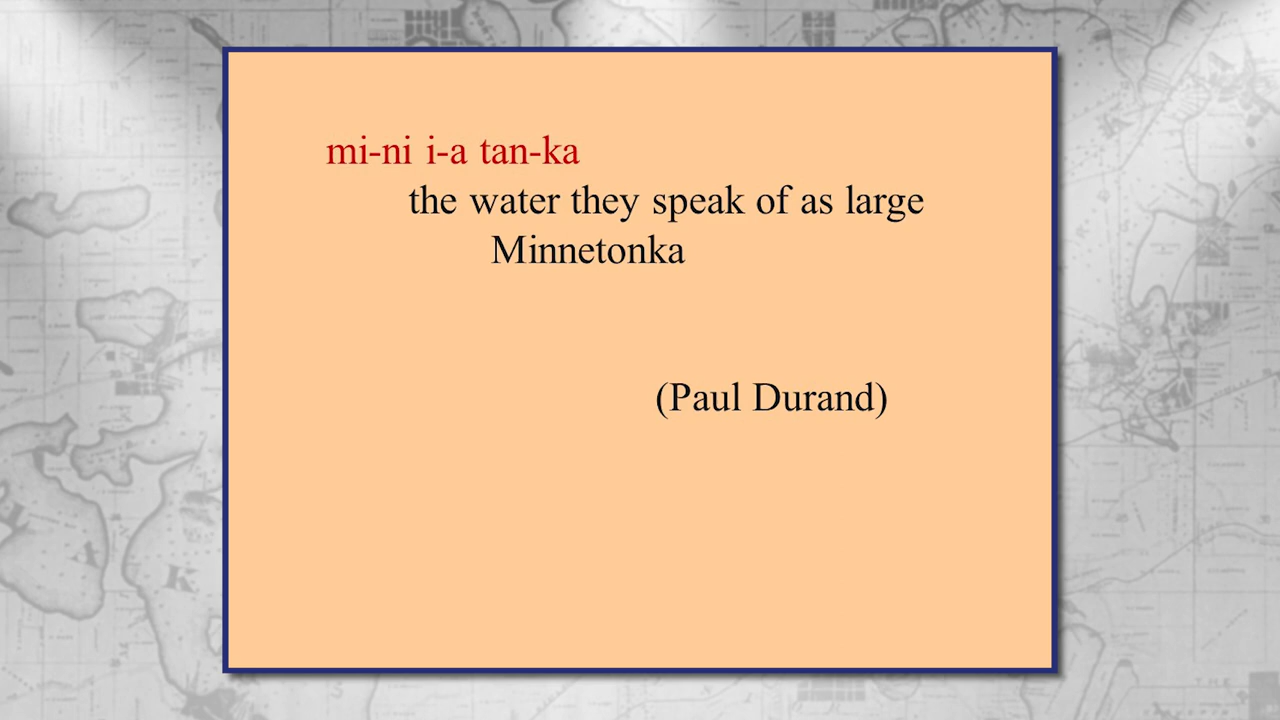 mi-ni i-a tan-ka
the water they speak of as large
Minnetonka
(Paul Durand)